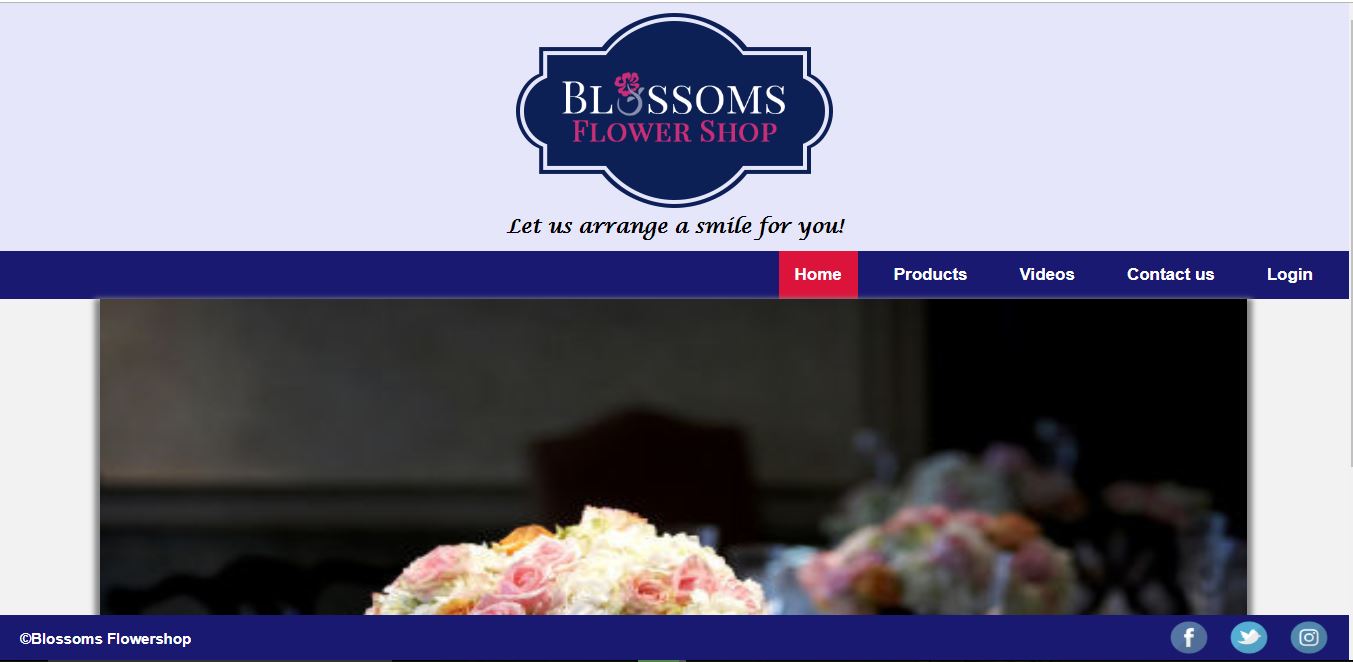 BLOSSOMS
FLOWER SHOP
Let us arrange a smile for you!
Home Products Videos Contact us Login
©Blossoms Flowershop